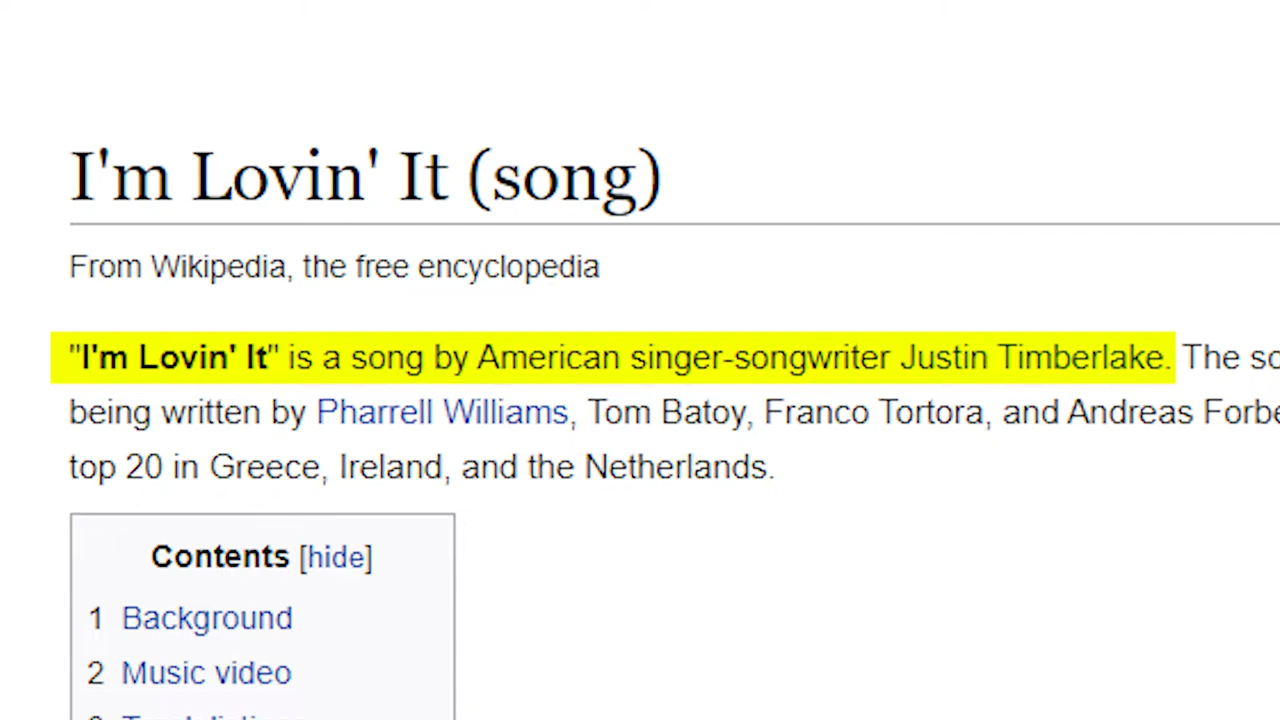 I'm Lovin' It (song)
From Wikipedia, the free encyclopedia
"I'm Lovin' It" is a song by American singer-songwriter Justin Timberlake. The
being written by Pharrell Williams, Tom Batoy, Franco Tortora, and Andreas
top 20 in Greece, Ireland, and the Netherlands.
Contents [hide]
1 Background
2 Music video